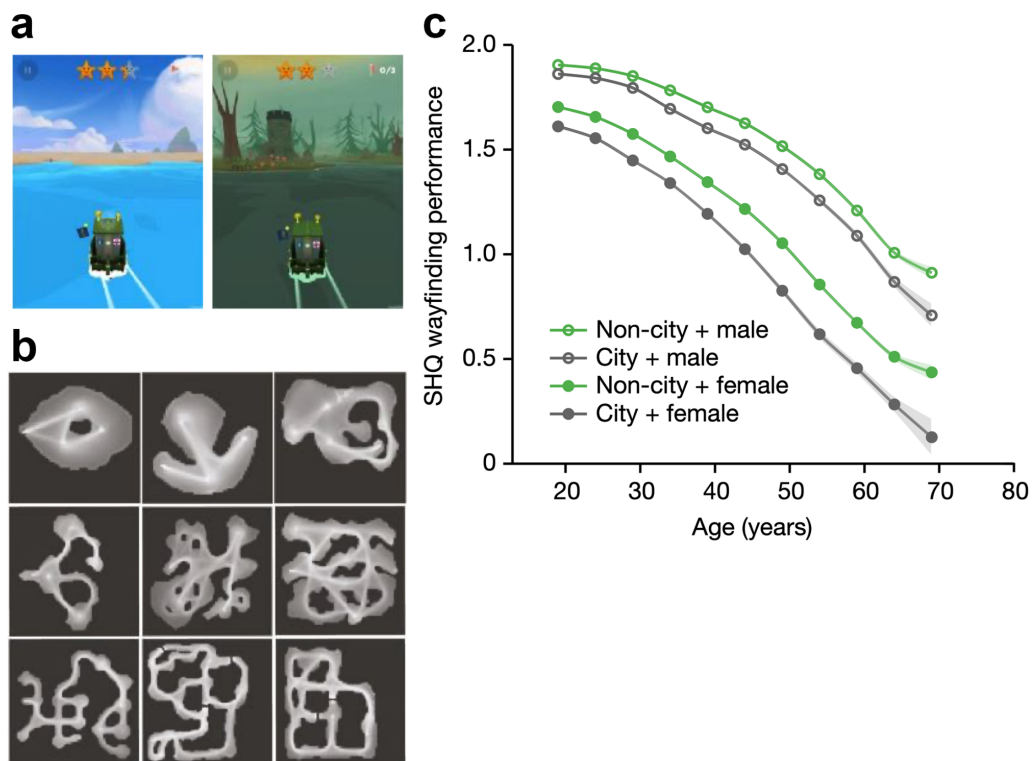 a
0/3
b
c
SHQ wayfinding performance
2.0
1.5
1.0
0.5
0
Non-city + male
City + male
Non-city + female
City + female
20 30 40 50 60 70 80
Age (years)